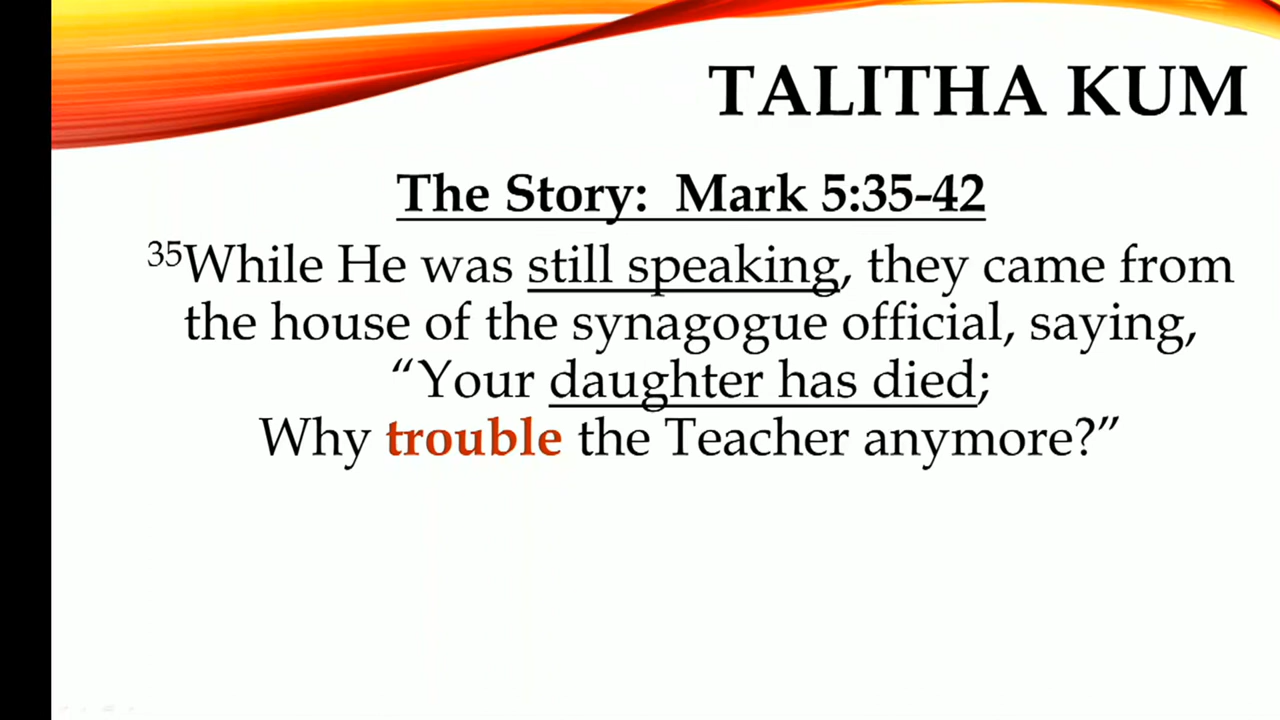 TALITHA KUM
The Story: Mark 5:35-42
35While He was still speaking, they came from
the house of the synagogue official, saying,
“Your daughter has died;
Why trouble the Teacher anymore?”